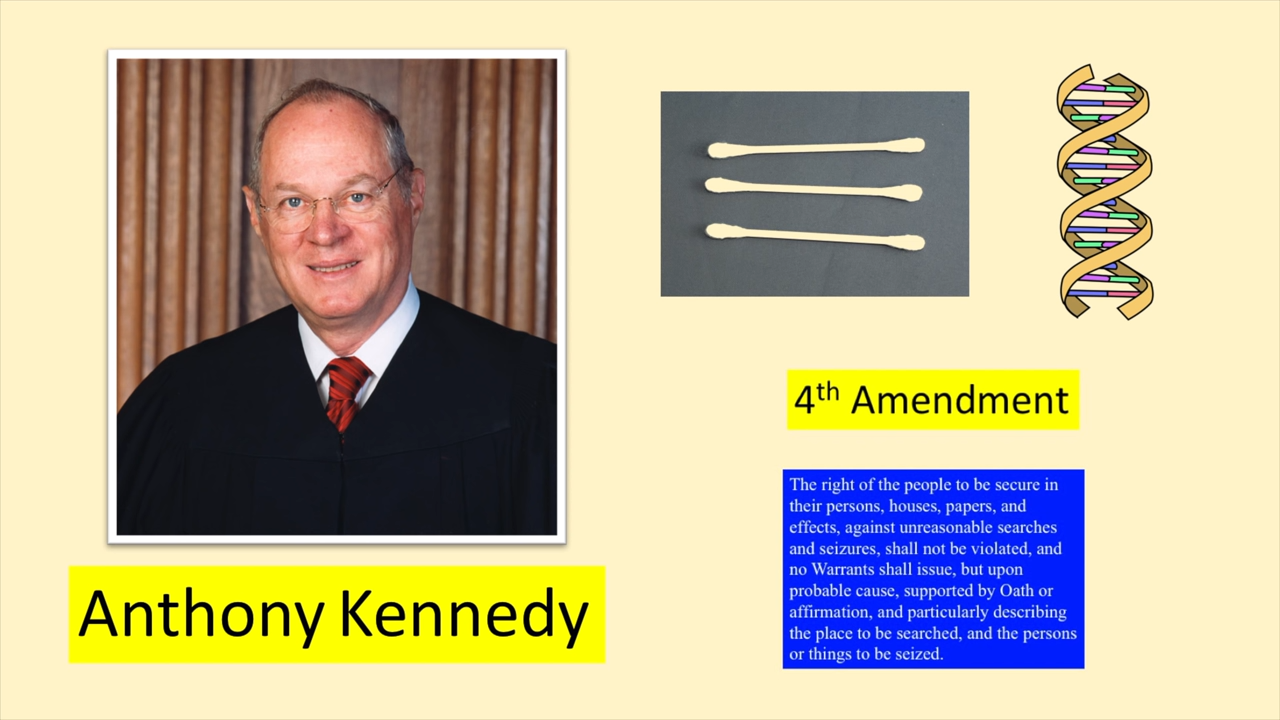 Anthony Kennedy
4th Amendment
The right of the people to be secure in
their persons, houses, papers, and
effects, against unreasonable searches
and seizures, shall not be violated, and
no Warrants shall issue, but upon
probable cause, supported by Oath or
affirmation, and particularly describing
the place to be searched, and the persons
or things to be seized.